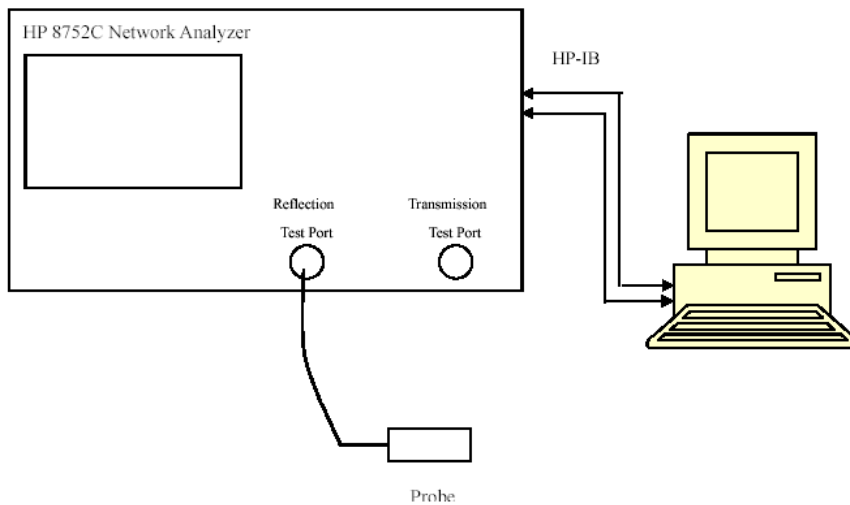 HP 8752C Network Analyzer
HP-IB
Reflection
Test Port
Transmission
Test Port
Probe